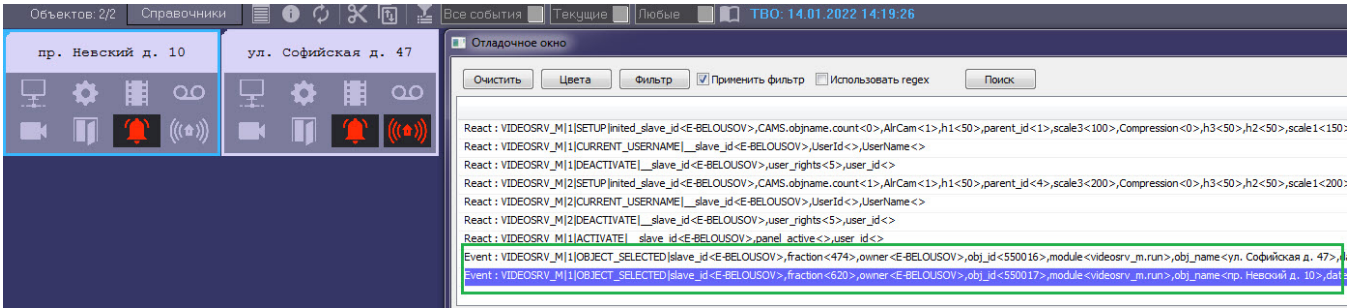 Объектов: 2/2 Справочники Все события Текущие Любые ТВО: 14.01.2022 14:19:26
пр. Невский д. 10 ул. Софийская д. 47
Отладочное окно
Очистить Цвета Фильтр Применить фильтр Использовать regex Поиск
React : VIDEOSRV_M|1|SETUP|inited_slave_id<E-BELOUSOV>,CAMS.objname.count<0>,AlrCam<1>,h1<50>,parent_id<1>,scale3<100>,Compression<0>,h3<50>,h2<50>,scale1<150>
React : VIDEOSRV_M|1|CURRENT_USERNAME|__slave_id<E-BELOUSOV>,UserId<>,UserName<>
React : VIDEOSRV_M|1|DEACTIVATE|__slave_id<E-BELOUSOV>,user_rights<5>,user_id<>
React : VIDEOSRV_M|2|SETUP|inited_slave_id<E-BELOUSOV>,CAMS.objname.count<1>,AlrCam<1>,h1<50>,parent_id<4>,scale3<200>,Compression<0>,h3<50>,h2<50>,scale1<200>
React : VIDEOSRV_M|2|CURRENT_USERNAME|__slave_id<E-BELOUSOV>,UserId<>,UserName<>
React : VIDEOSRV_M|2|DEACTIVATE|__slave_id<E-BELOUSOV>,user_rights<5>,user_id<>
React : VIDEOSRV_M|1|ACTIVATE|__slave_id<E-BELOUSOV>,panel_active<>,user_id<>
Event : VIDEOSRV_M|1|OBJECT_SELECTED|slave_id<E-BELOUSOV>,fraction<474>,owner<E-BELOUSOV>,obj_id<550016>,module<videosrv_m.run>,obj_name<ул. Софийская д. 47>,da
Event : VIDEOSRV_M|1|OBJECT_SELECTED|slave_id<E-BELOUSOV>,fraction<620>,owner<E-BELOUSOV>,obj_id<550017>,module<videosrv_m.run>,obj_name<пр. Невский д. 10>,date